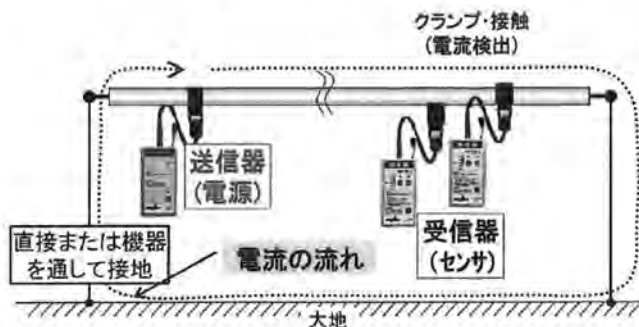 クランプ・接触
(電流検出)
送信器
(電源)
受信器
(センサ)
直接または機器
を通して接地
電流の流れ
大地